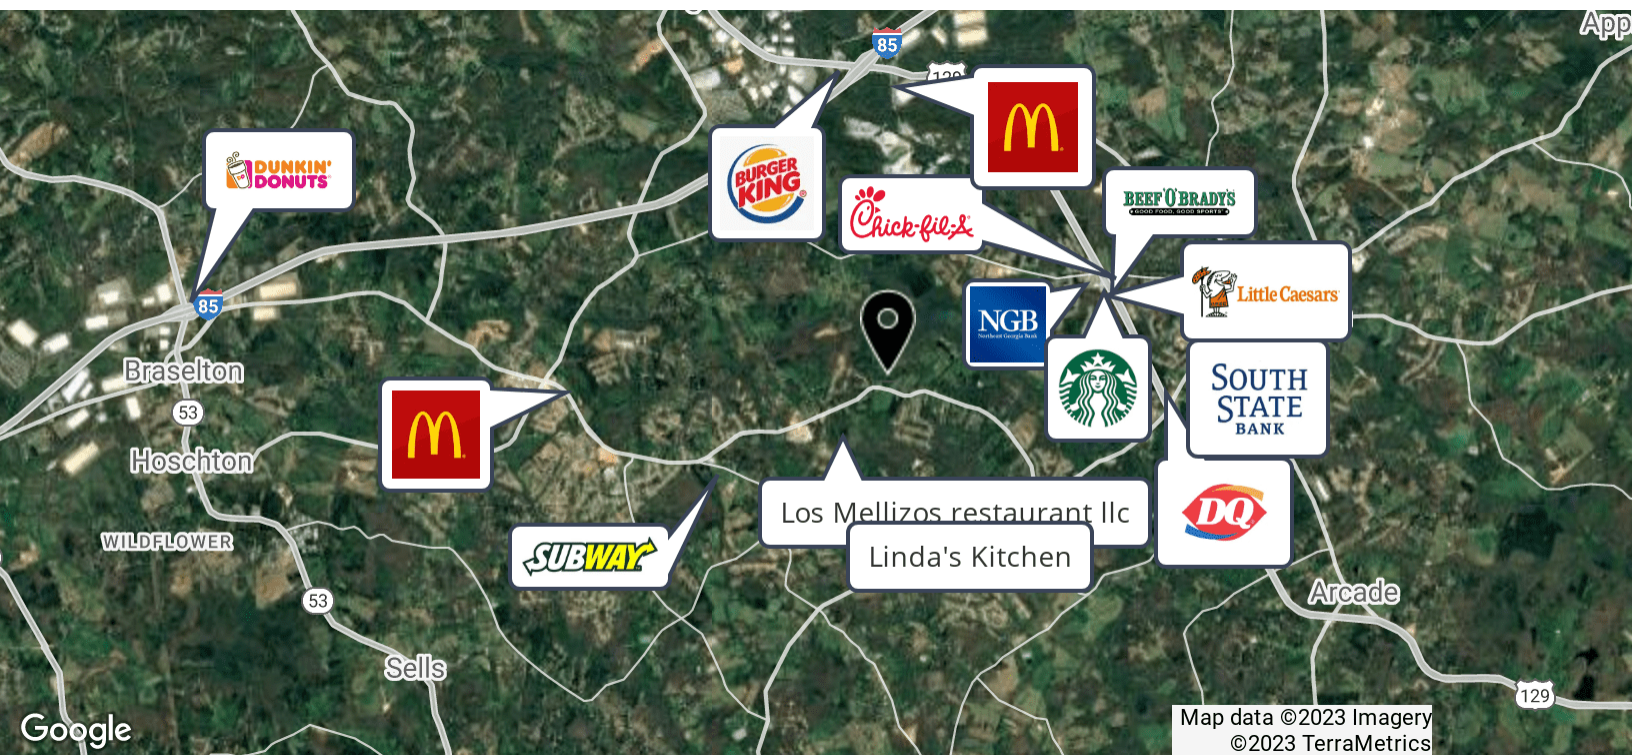 App
85
129
DUNKIN'
DONUTS
BURGER
KING
®
M
Chick-fil-A
BEEF 'O' BRADY'S
GOOD FOOD. GOOD SPORTS
NGB
Northeast Georgia Bank
Little Caesars
85
Braselton
53
SOUTH
STATE
BANK
M
Hoschton
WILDFLOWER
SUBWAY
Los Mellizos restaurant llc
DQ
Linda's Kitchen
53
Arcade
Sells
129
Google
Map data ©2023 Imagery
©2023 TerraMetrics